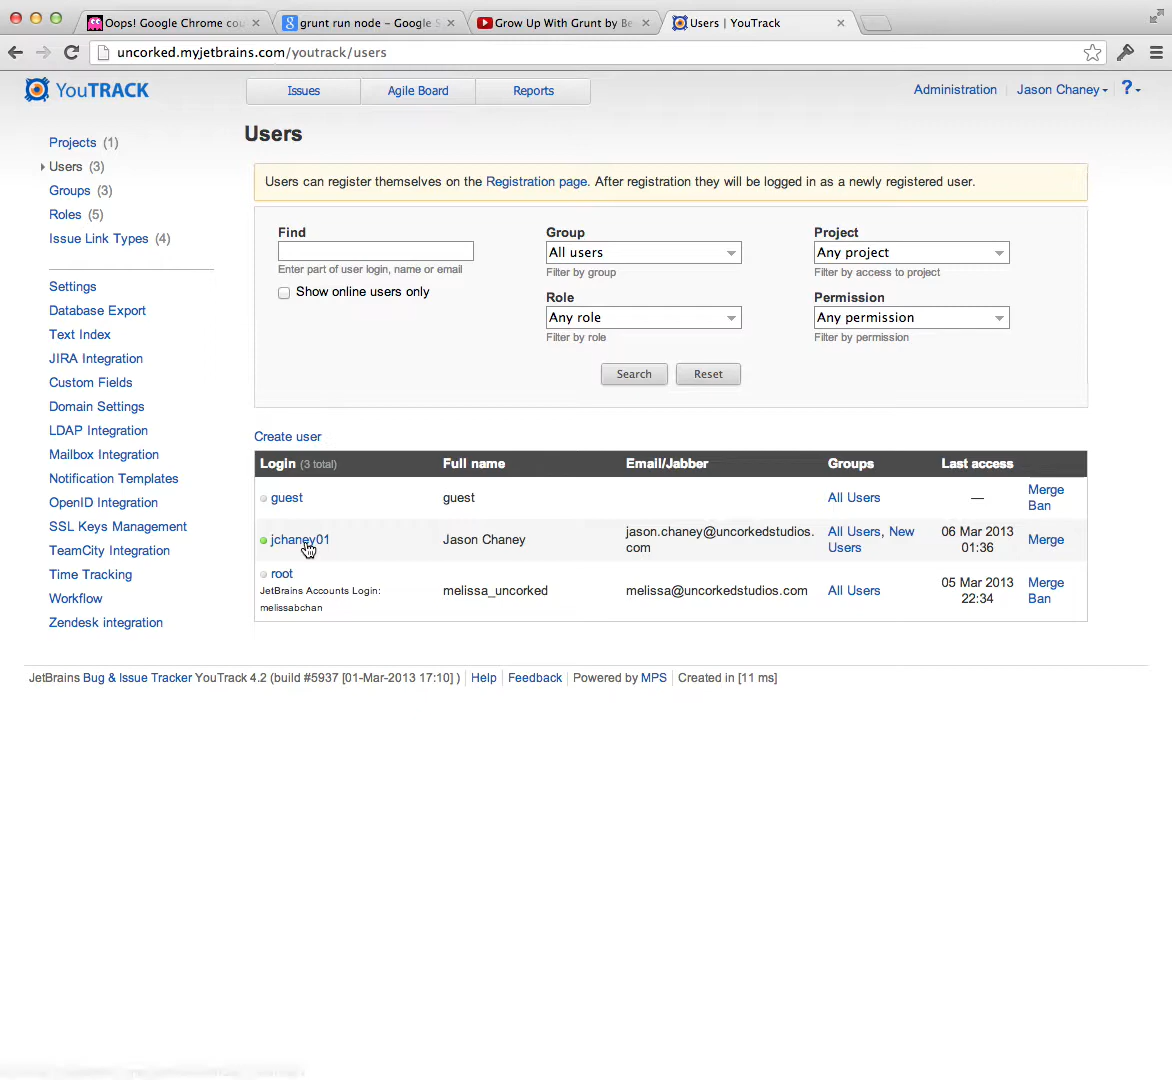 Oops! Google Chrome cou
grunt run node – Google S
Grow Up With Grunt by Be
Users | YouTrack
uncorked.myjetbrains.com/youtrack/users
YouTRACK
Issues
Agile Board
Reports
Administration
Jason Chaney
?
Projects (1)
Users (3)
Groups (3)
Roles (5)
Issue Link Types (4)
Settings
Database Export
Text Index
JIRA Integration
Custom Fields
Domain Settings
LDAP Integration
Mailbox Integration
Notification Templates
OpenID Integration
SSL Keys Management
TeamCity Integration
Time Tracking
Workflow
Zendesk integration
Users
Users can register themselves on the Registration page. After registration they will be logged in as a newly registered user.
Find
Enter part of user login, name or email
Show online users only
Group
All users
Filter by group
Role
Any role
Filter by role
Project
Any project
Filter by access to project
Permission
Any permission
Filter by permission
Search
Reset
Create user
Login (3 total) Full name Email/Jabber Groups Last access
guest guest All Users — Merge
Ban
jchaney01 Jason Chaney jason.chaney@uncorkedstudios.
com All Users, New
Users 06 Mar 2013
01:36 Merge
root
JetBrains Accounts Login:
melissabchan melissa_uncorked melissa@uncorkedstudios.com All Users 05 Mar 2013
22:34 Merge
Ban
JetBrains Bug & Issue Tracker YouTrack 4.2 (build #5937 [01-Mar-2013 17:10] ) Help Feedback Powered by MPS Created in [11 ms]